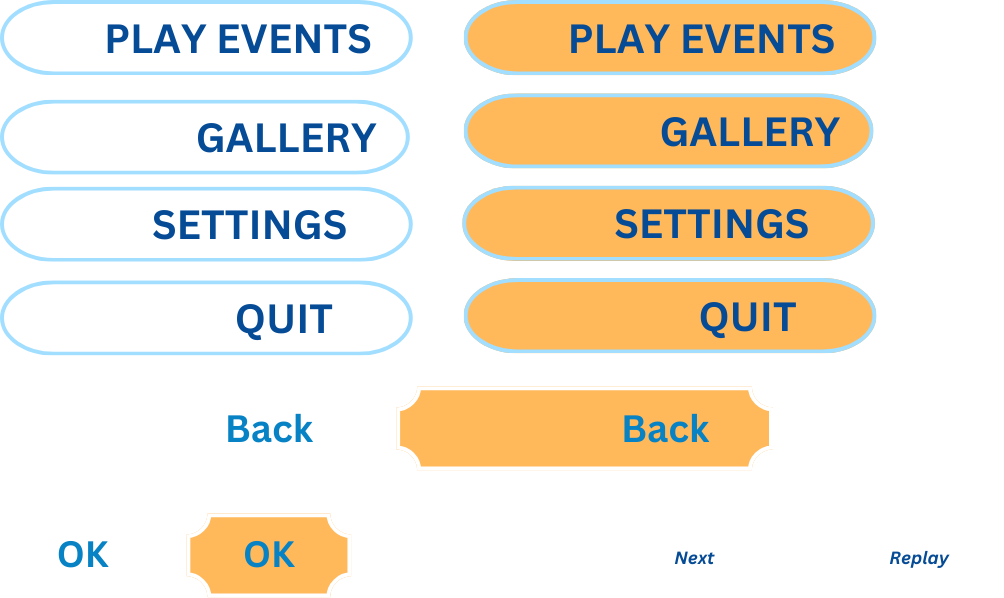 PLAY EVENTS PLAY EVENTS
GALLERY GALLERY
SETTINGS SETTINGS
QUIT QUIT
Back Back
OK OK Next Replay